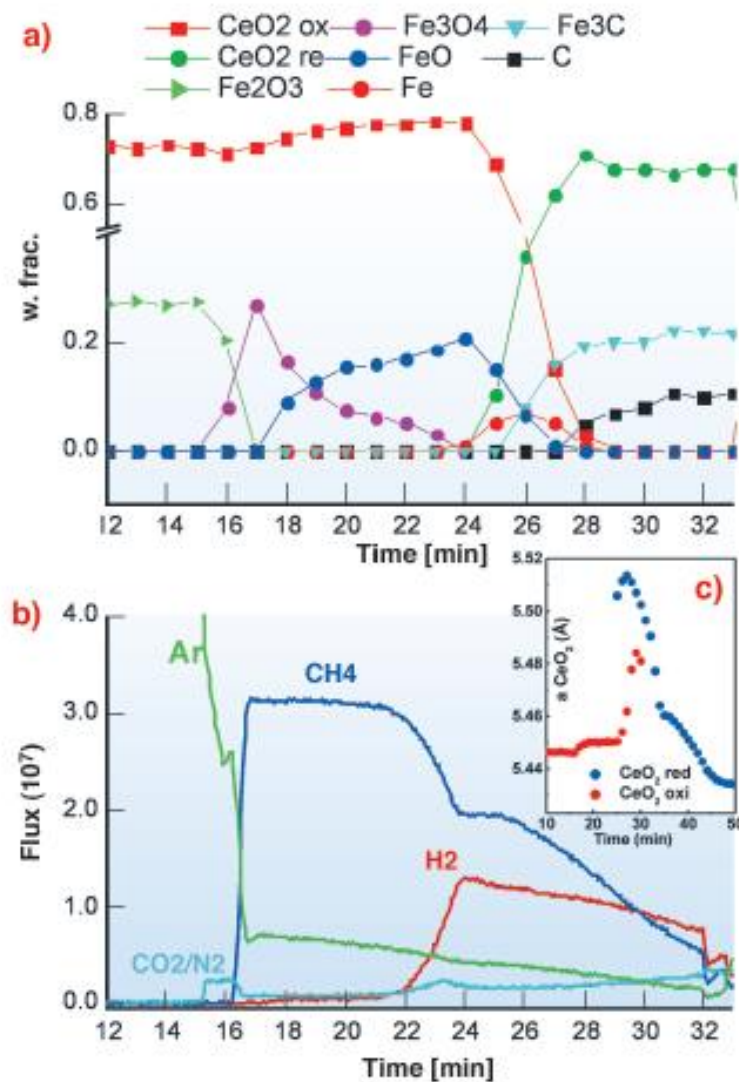 a)
CeO2 ox Fe3O4 Fe3C
CeO2 re FeO C
Fe2O3 Fe
0.8
0.6
0.2
0.0
w. frac.
12 14 16 18 20 22 24 26 28 30 32
Time [min]
b)
4.0
3.0
2.0
1.0
0.0
Flux (10⁷)
Ar
CH4
H2
CO2/N2
12 14 16 18 20 22 24 26 28 30 32
Time [min]
c)
5.52
5.50
5.48
5.46
5.44
a CeO₂ (Å)
CeO₂ red
CeO₂ oxi
10 20 30 40 50
Time (min)